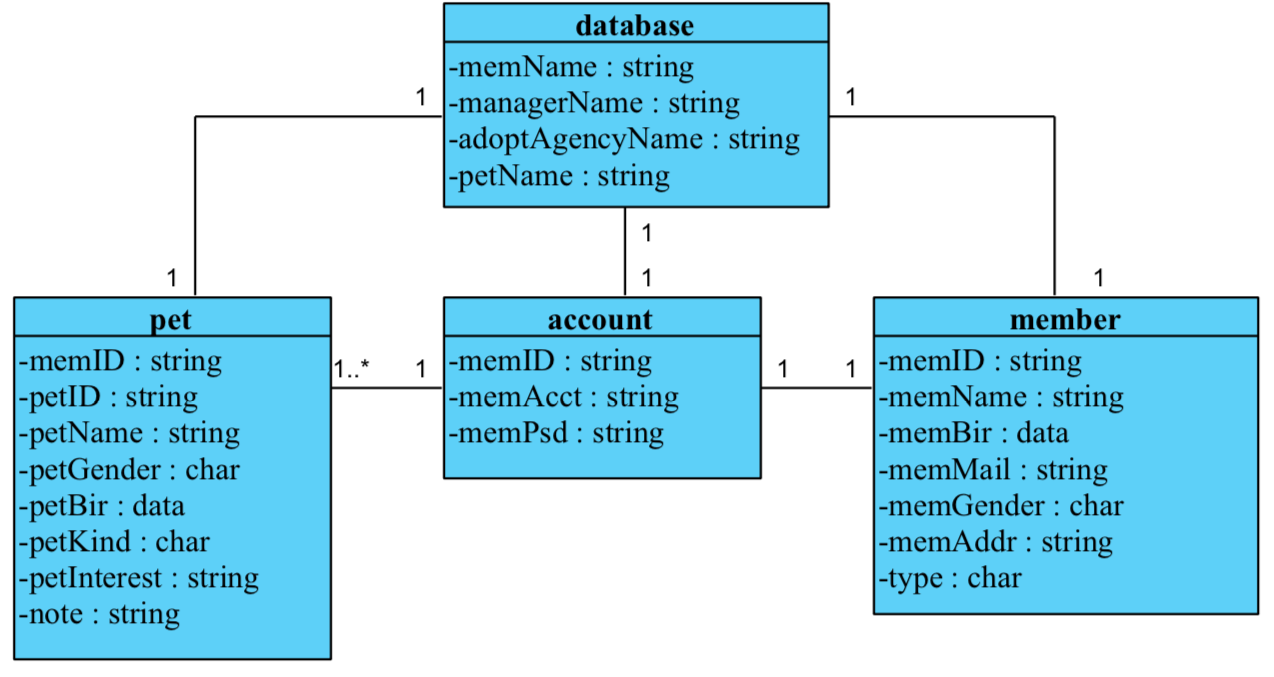 database
-memName : string
-managerName : string
-adoptAgencyName : string
-petName : string
1
1
1
1
1
1
pet
-memID : string
-petID : string
-petName : string
-petGender : char
-petBir : data
-petKind : char
-petInterest : string
-note : string
1..*
1
account
-memID : string
-memAcct : string
-memPsd : string
1
1
member
-memID : string
-memName : string
-memBir : data
-memMail : string
-memGender : char
-memAddr : string
-type : char